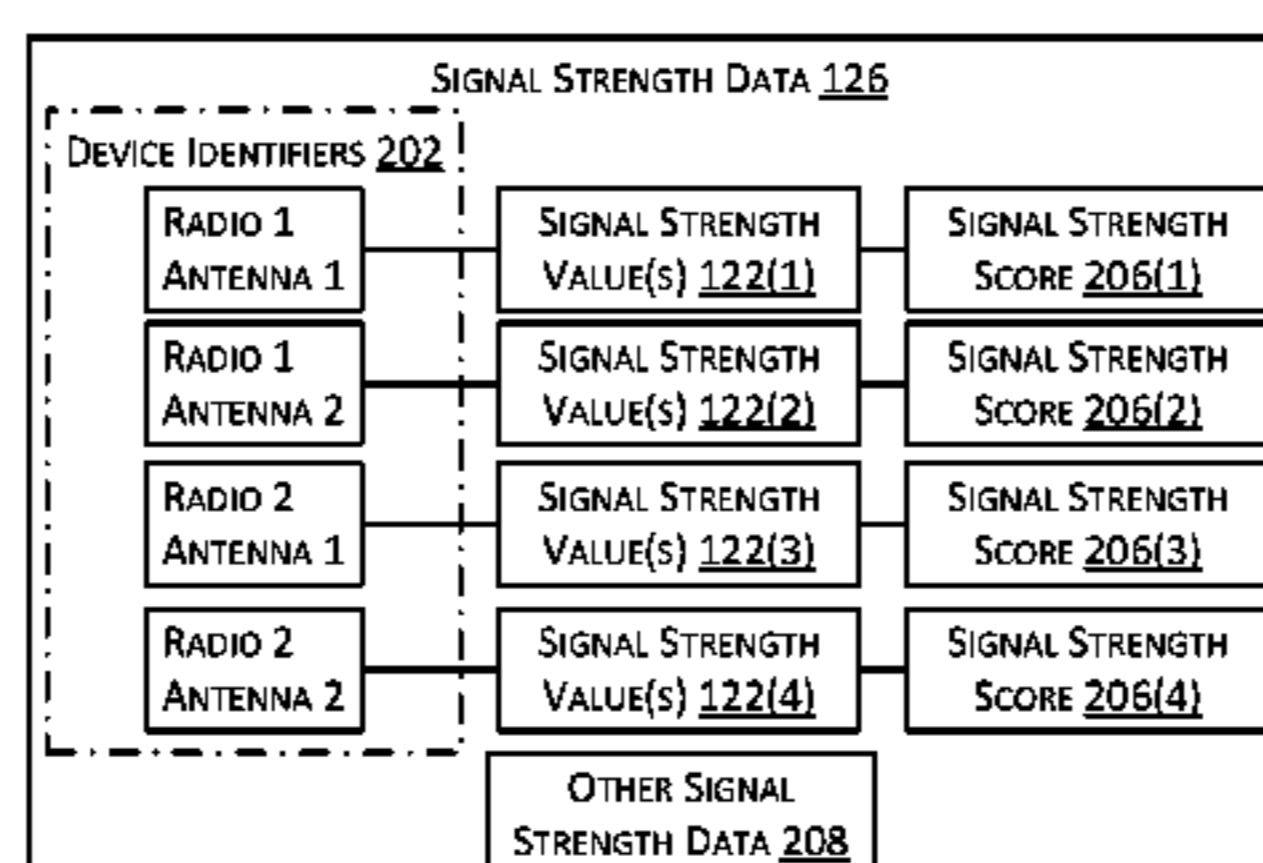 SIGNAL STRENGTH DATA 126
DEVICE IDENTIFIERS 202
RADIO 1
ANTENNA 1
SIGNAL STRENGTH
VALUE(S) 122(1)
SIGNAL STRENGTH
SCORE 206(1)
RADIO 1
ANTENNA 2
SIGNAL STRENGTH
VALUE(S) 122(2)
SIGNAL STRENGTH
SCORE 206(2)
RADIO 2
ANTENNA 1
SIGNAL STRENGTH
VALUE(S) 122(3)
SIGNAL STRENGTH
SCORE 206(3)
RADIO 2
ANTENNA 2
SIGNAL STRENGTH
VALUE(S) 122(4)
SIGNAL STRENGTH
SCORE 206(4)
OTHER SIGNAL
STRENGTH DATA 208